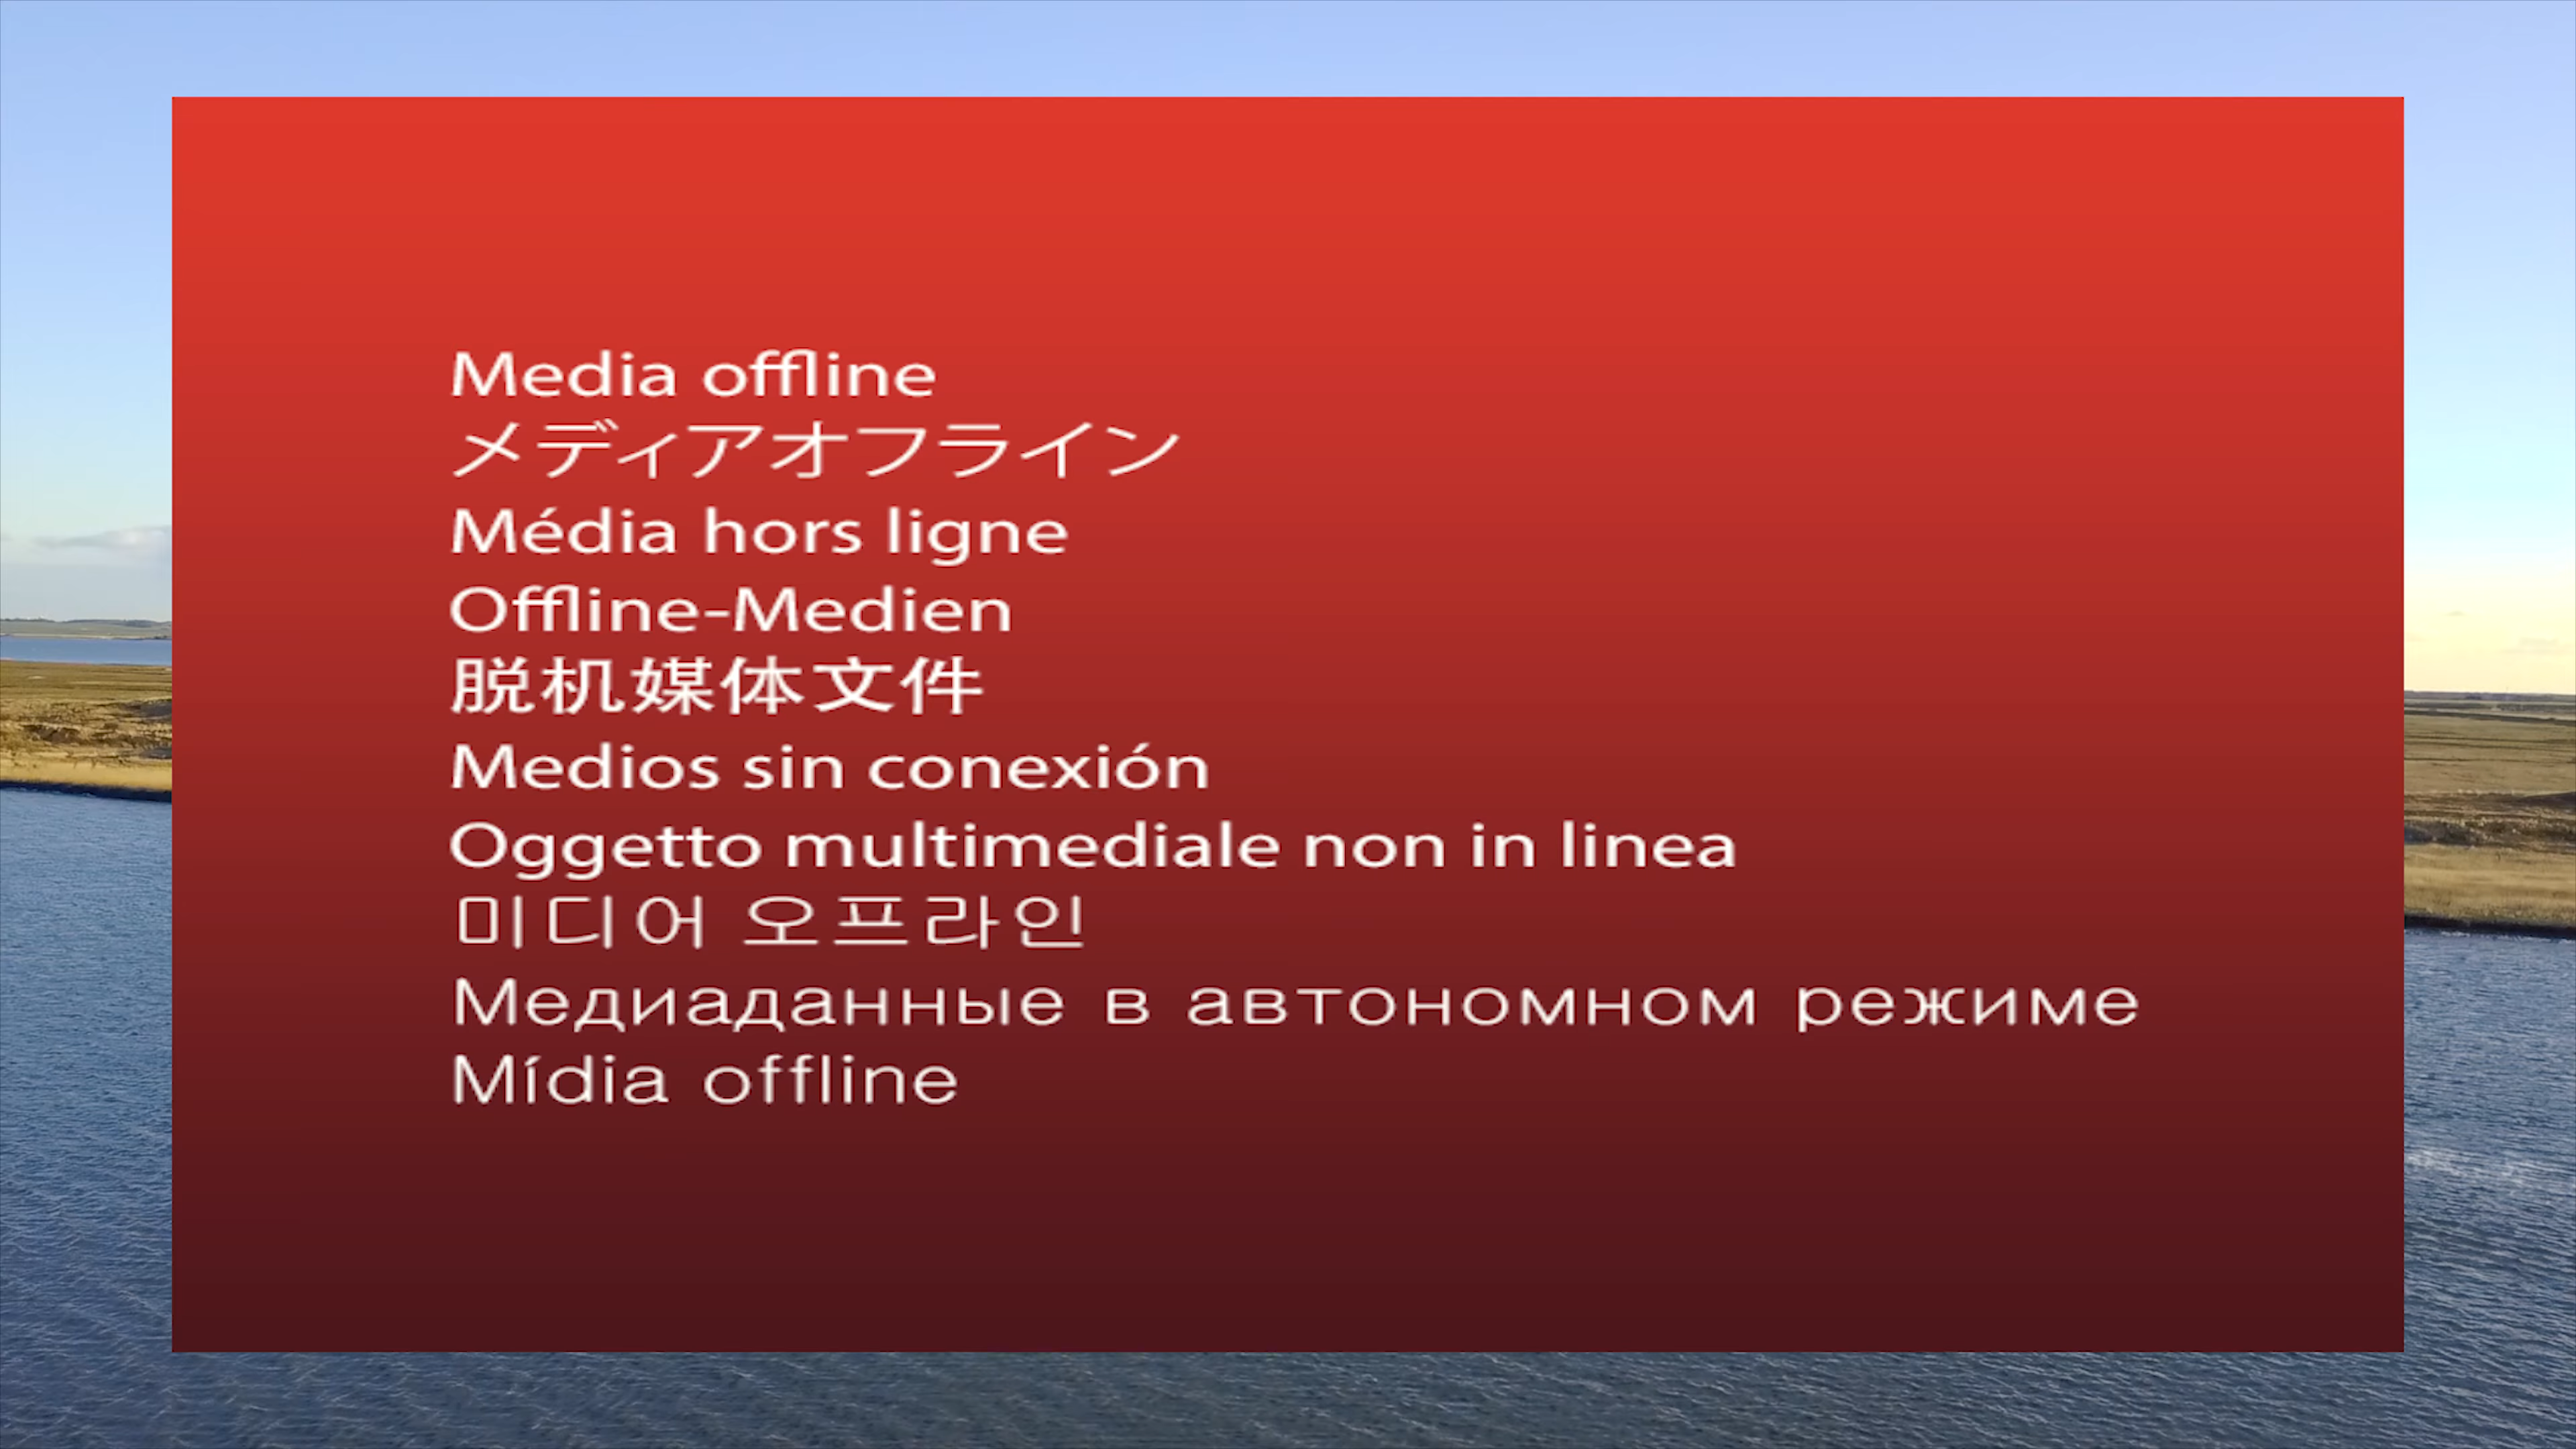 Media offline
メディアオフライン
Média hors ligne
Offline-Medien
脱机媒体文件
Medios sin conexión
Oggetto multimediale non in linea
미디어 오프라인
Медиаданные в автономном режиме
Mídia offline